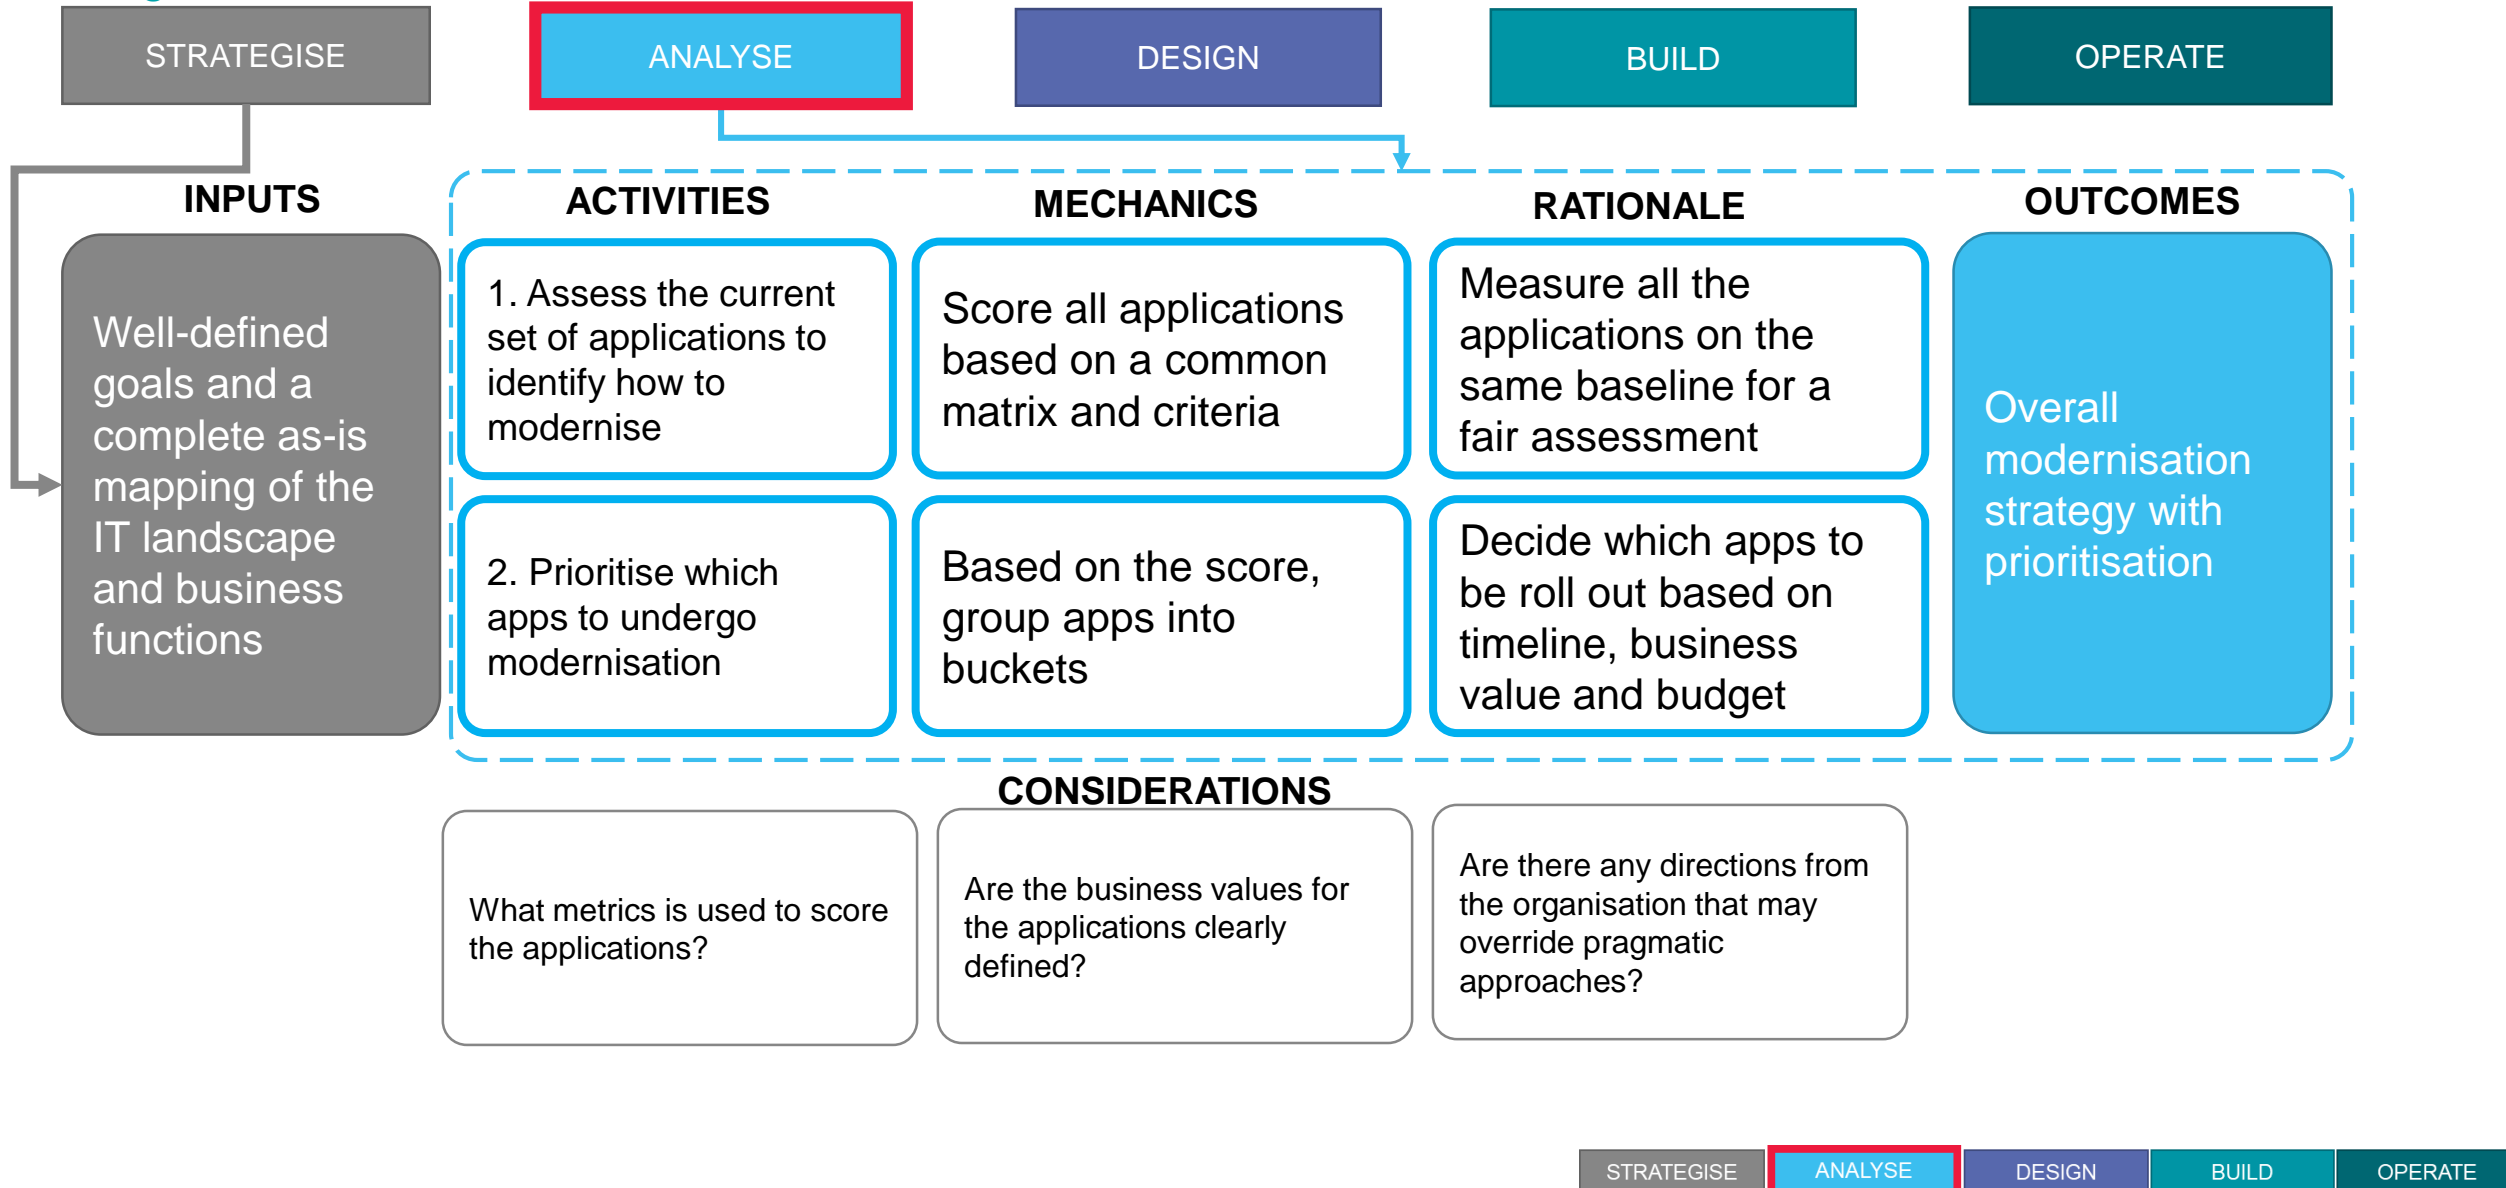 STRATEGISE
ANALYSE
DESIGN
BUILD
OPERATE
INPUTS
ACTIVITIES
MECHANICS
RATIONALE
OUTCOMES
Well-defined
goals and a
complete as-is
mapping of the
IT landscape
and business
functions
1. Assess the current
set of applications to
identify how to
modernise
Score all applications
based on a common
matrix and criteria
Measure all the
applications on the
same baseline for a
fair assessment
Overall
modernisation
strategy with
prioritisation
2. Prioritise which
apps to undergo
modernisation
Based on the score,
group apps into
buckets
Decide which apps to
be roll out based on
timeline, business
value and budget
CONSIDERATIONS
What metrics is used to score
the applications?
Are the business values for
the applications clearly
defined?
Are there any directions from
the organisation that may
override pragmatic
approaches?
STRATEGISE
ANALYSE
DESIGN
BUILD
OPERATE